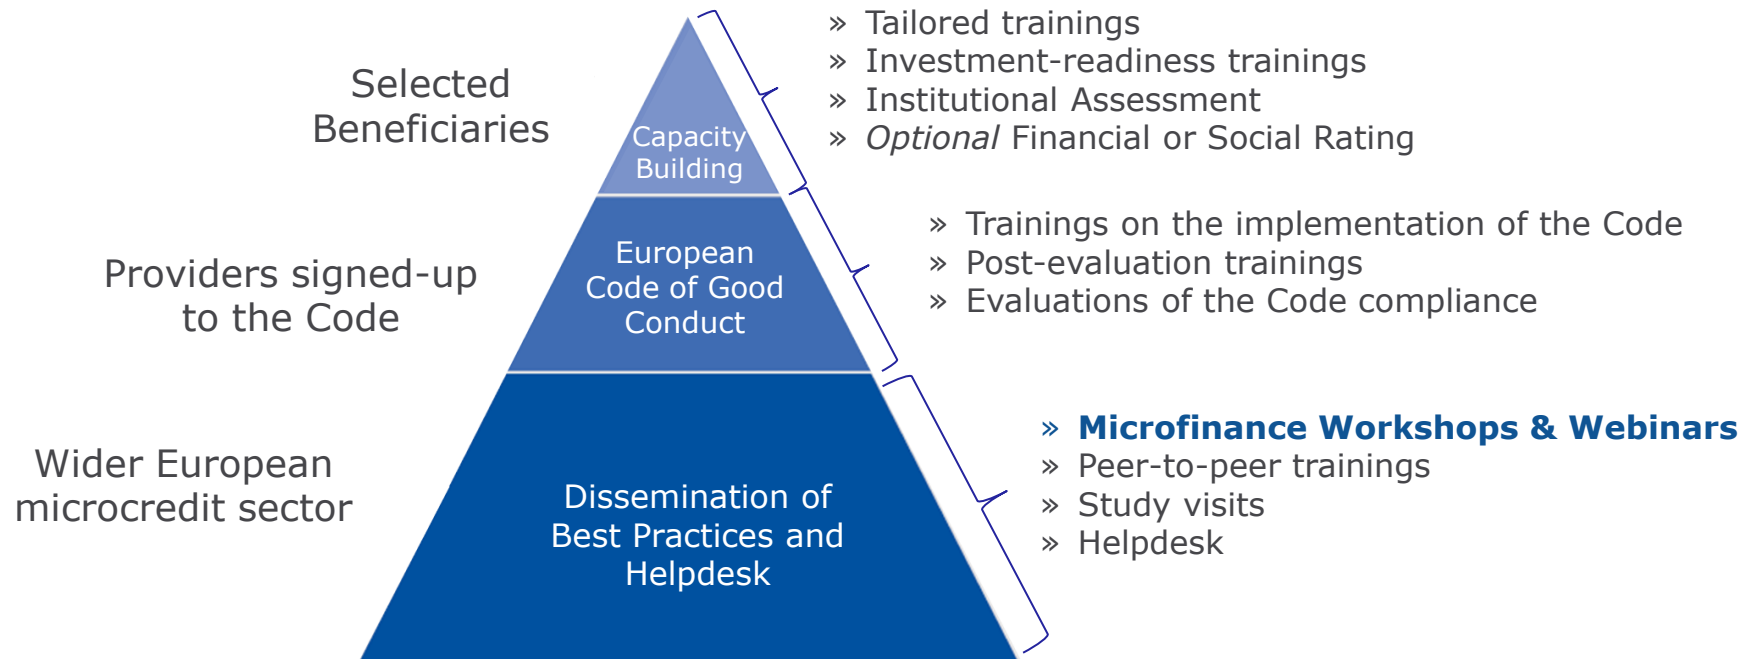 Selected
Beneficiaries
Capacity
Building
» Tailored trainings
» Investment-readiness trainings
» Institutional Assessment
» Optional Financial or Social Rating
Providers signed-up
to the Code
European
Code of Good
Conduct
» Trainings on the implementation of the Code
» Post-evaluation trainings
» Evaluations of the Code compliance
Wider European
microcredit sector
Dissemination of
Best Practices and
Helpdesk
» Microfinance Workshops & Webinars
» Peer-to-peer trainings
» Study visits
» Helpdesk